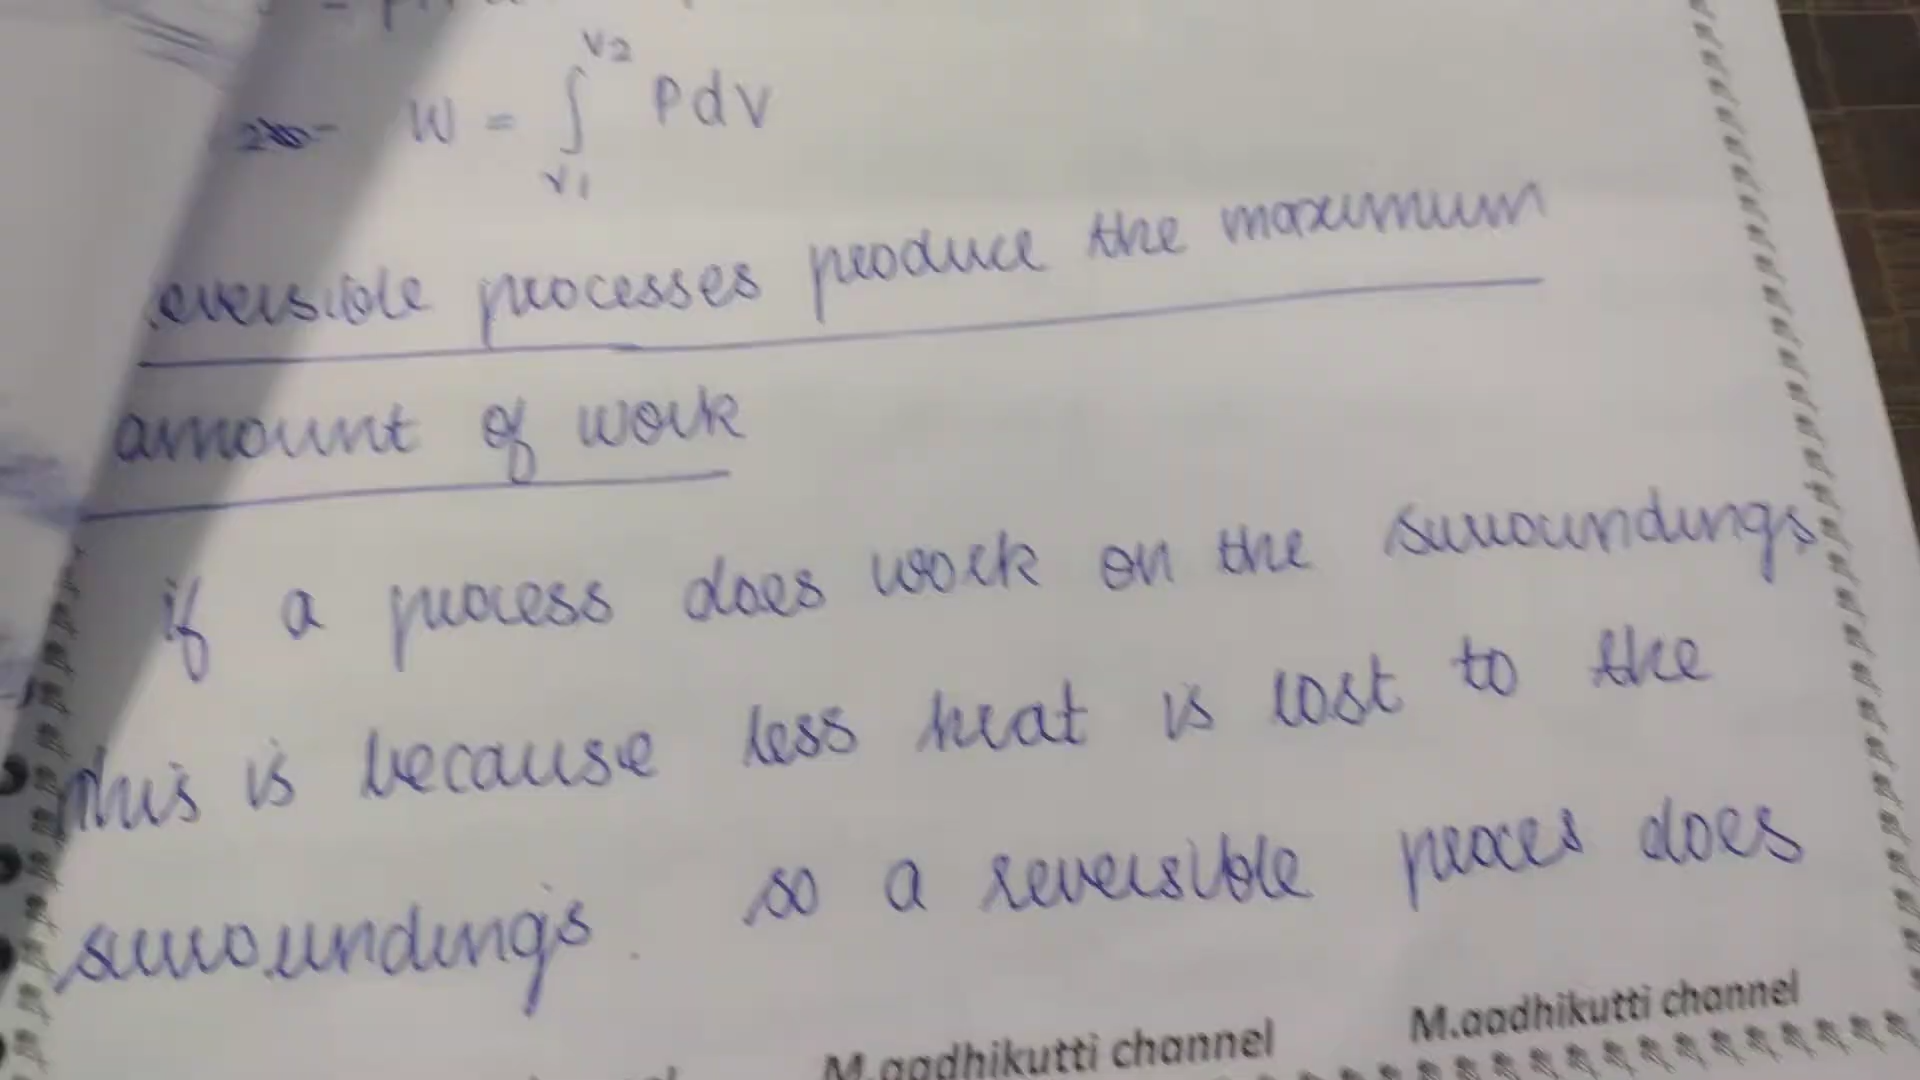 W = ∫ V2 V1 PdV
reversible processes produce the maximum
amount of work
if a process does work on the surroundings
this is because less heat is lost to the
surroundings. so a reversible proces does
M.aadhikutti channel
M.aadhikutti channel